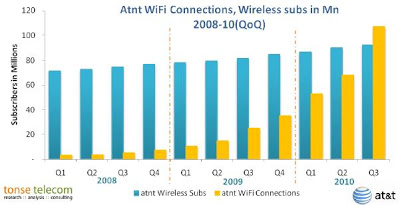 Atnt WiFi Connections, Wireless subs in Mn
2008-10(QoQ)
Subscribers in Millions
120
100
80
60
40
20
-
Q1 Q2 Q3 Q4 Q1 Q2 Q3 Q4 Q1 Q2 Q3
2008 2009 2010
tonse telecom
research :: analysis :: consulting
atnt Wireless Subs atnt WiFi Connections
at&t